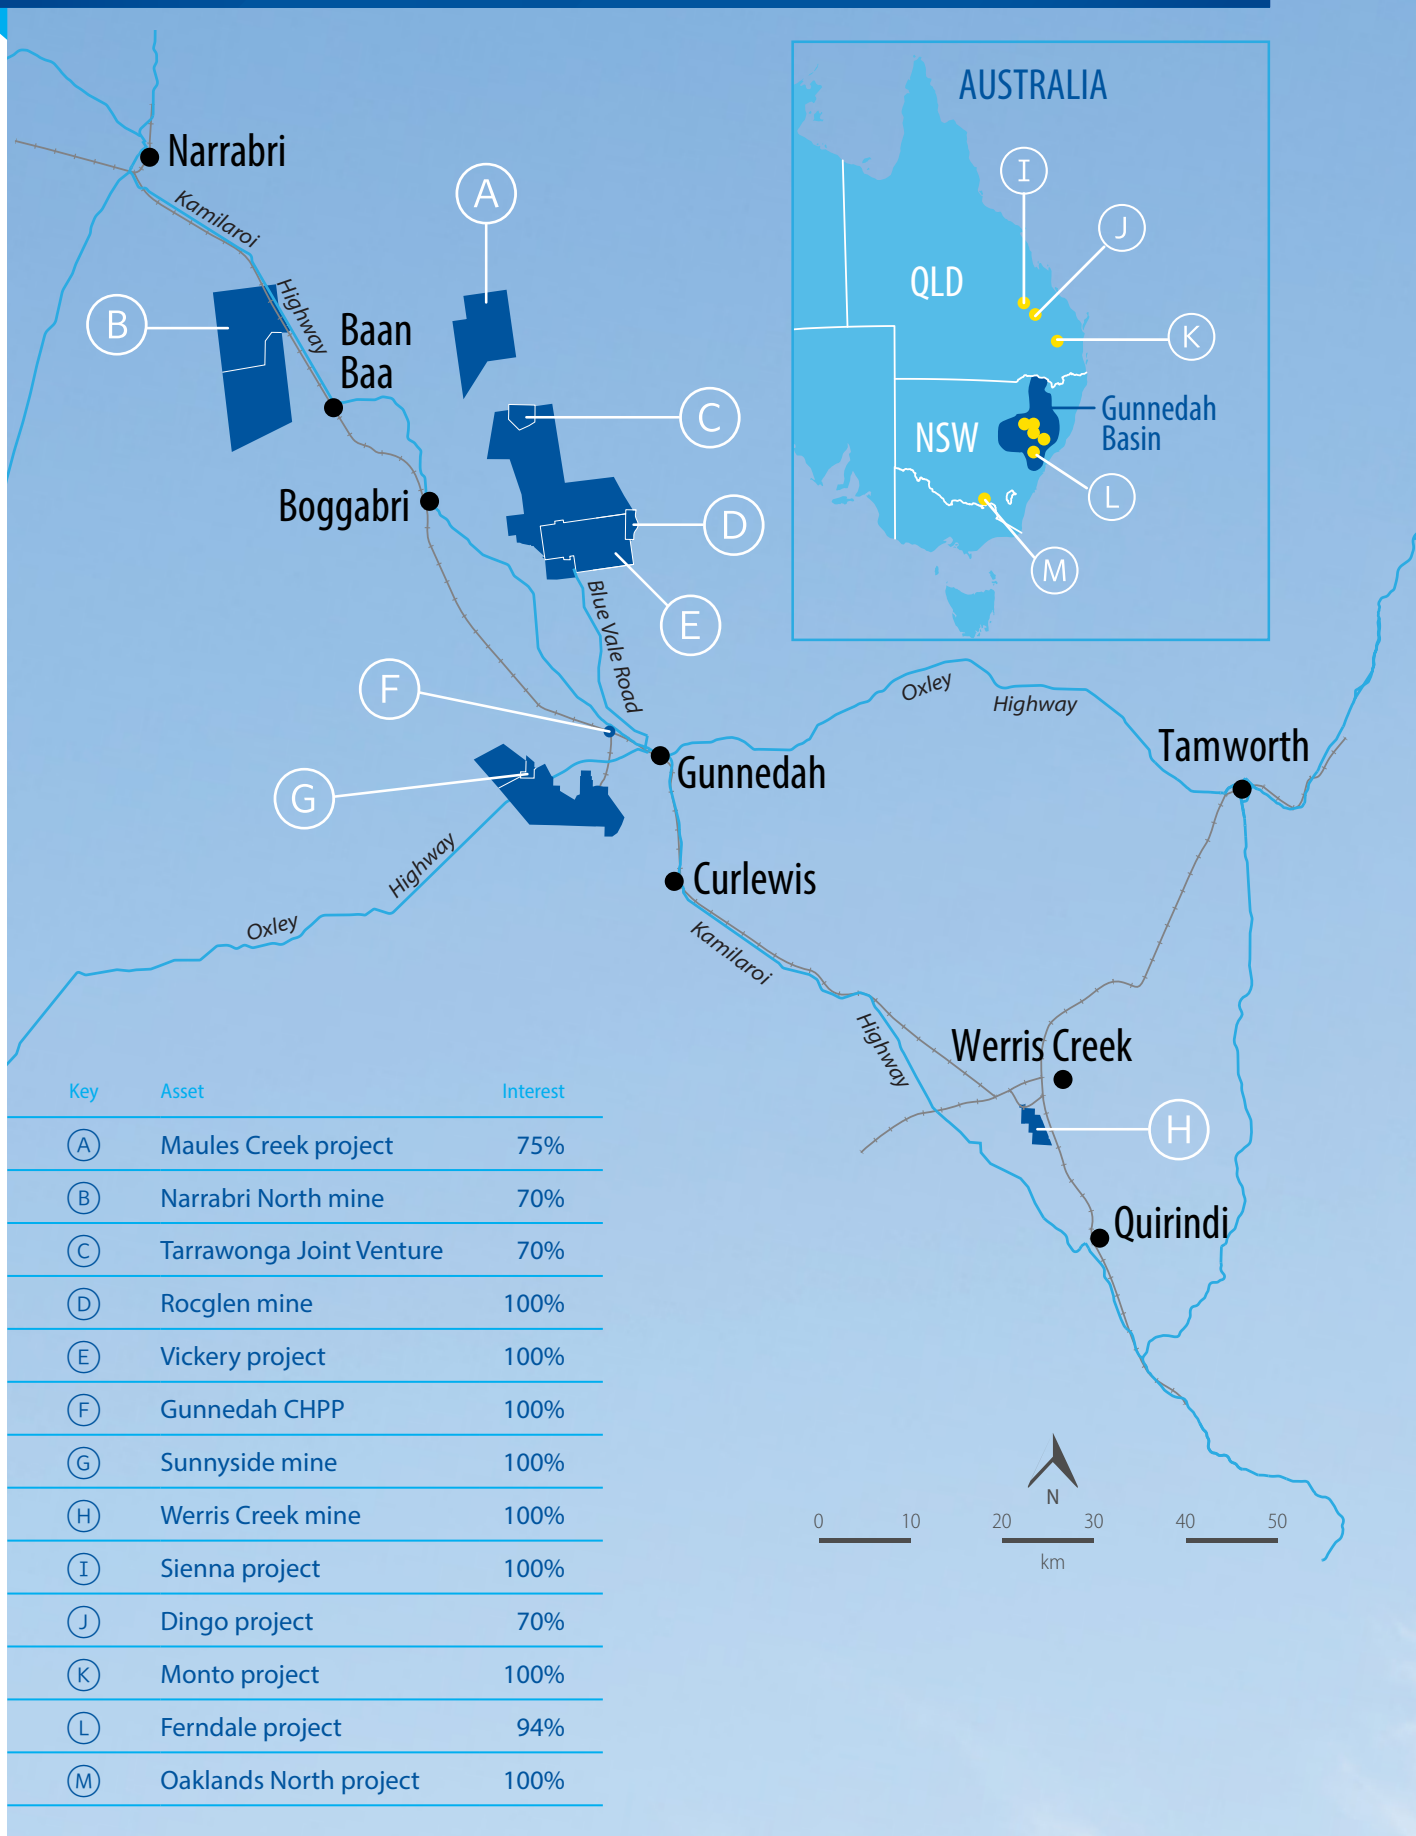 AUSTRALIA
I
J
K
QLD
NSW
Gunnedah
Basin
L
M
Narrabri
Kamilaroi
Highway
A
B
Baan
Baa
C
Boggabri
D
E
Blue Vale Road
F
G
Gunnedah
Oxley
Highway
Tamworth
Highway
Oxley
Curlewis
Kamilaroi
Highway
Werris Creek
H
Quirindi
N
0 10 20 30 40 50
km
Key Asset Interest
A Maules Creek project 75%
B Narrabri North mine 70%
C Tarrawonga Joint Venture 70%
D Rocglen mine 100%
E Vickery project 100%
F Gunnedah CHPP 100%
G Sunnyside mine 100%
H Werris Creek mine 100%
I Sienna project 100%
J Dingo project 70%
K Monto project 100%
L Ferndale project 94%
M Oaklands North project 100%